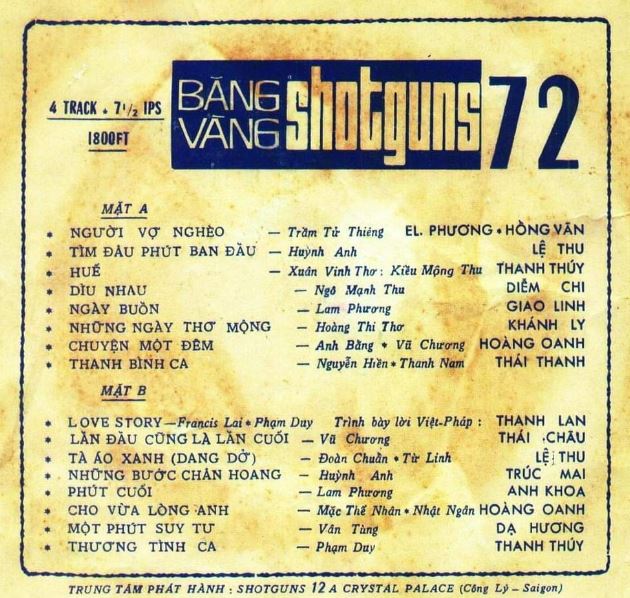 4 TRACK • 7 1/2 IPS
1800FT
BĂNG VÀNG shotguns 72
MẶT A
* NGƯỜI VỢ NGHÈO — Trầm Tử Thiêng EL. PHƯƠNG * HỒNG VÂN
* TÌM ĐÂU PHÚT BAN ĐẦU — Huỳnh Anh LỆ THU
* HUẾ — Xuân Vinh Thơ: Kiều Mộng Thu THANH THÚY
* DÌU NHAU — Ngô Mạnh Thu DIỄM CHI
* NGÀY BUỒN — Lam Phương GIAO LINH
* NHỮNG NGÀY THƠ MỘNG — Hoàng Thi Thơ KHÁNH LY
* CHUYỆN MỘT ĐÊM — Anh Bằng * Vũ Chương HOÀNG OANH
* THANH BÌNH CA — Nguyễn Hiền * Thanh Nam THÁI THANH
MẶT B
* LOVE STORY — Francis Lai * Phạm Duy Trình bày lời Việt-Pháp : THANH LAN
* LẦN ĐẦU CŨNG LÀ LẦN CUỐI — Vũ Chương THÁI CHÂU
* TÀ ÁO XANH (DANG DỞ) — Đoàn Chuẩn * Từ Linh LỆ THU
* NHỮNG BƯỚC CHÂN HOANG — Huỳnh Anh TRÚC MAI
* PHÚT CUỐI — Lam Phương ANH KHOA
* CHO VỪA LÒNG ANH — Mặc Thế Nhân * Nhật Ngân HOÀNG OANH
* MỘT PHÚT SUY TƯ — Văn Tùng DẠ HƯƠNG
* THƯƠNG TÌNH CA — Phạm Duy THANH THÚY
TRUNG TÂM PHÁT HÀNH : SHOTGUNS 12 A CRYSTAL PALACE (Công Lý – Saigon)